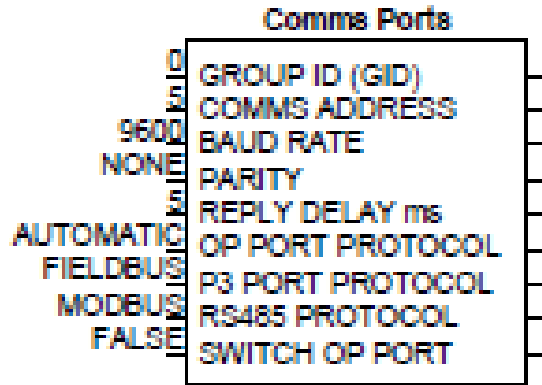 Comms Ports
0 GROUP ID (GID)
5 COMMS ADDRESS
9600 BAUD RATE
NONE PARITY
5 REPLY DELAY ms
AUTOMATIC OP PORT PROTOCOL
FIELDBUS P3 PORT PROTOCOL
MODBUS RS485 PROTOCOL
FALSE SWITCH OP PORT